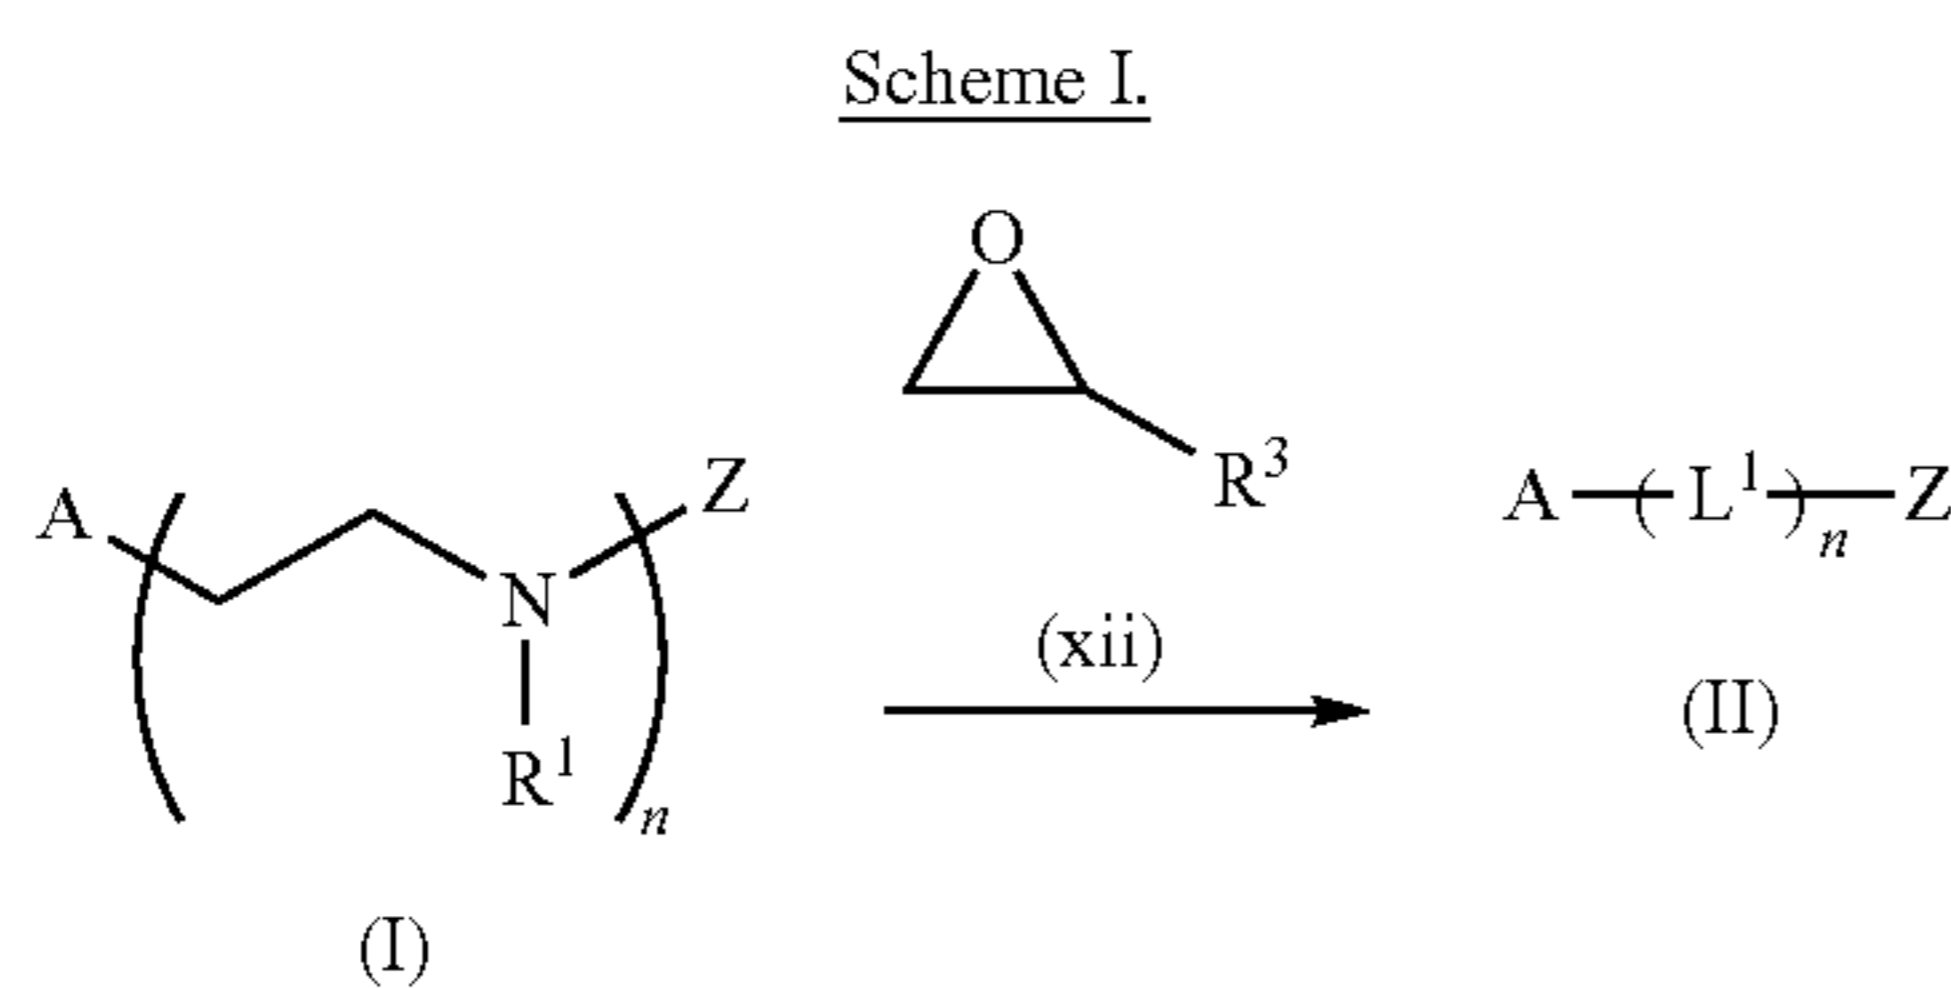 Scheme I.
O
R³
A
Z
N
R¹
n
(xii)
A—(L¹)n—Z
(I)
(II)